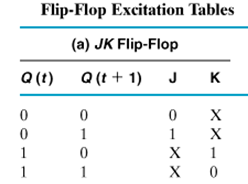 Flip-Flop Excitation Tables
(a) JK Flip-Flop
Q (t) Q (t + 1) J K
0 0 0 X
0 1 1 X
1 0 X 1
1 1 X 0